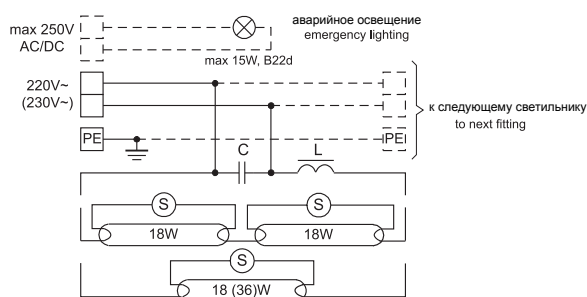 max 250V
AC/DC
аварийное освещение
emergency lighting
max 15W, B22d
220V~
(230V~)
к следующему светильнику
to next fitting
PE
PE
C
L
S
S
18W
18W
S
18 (36)W